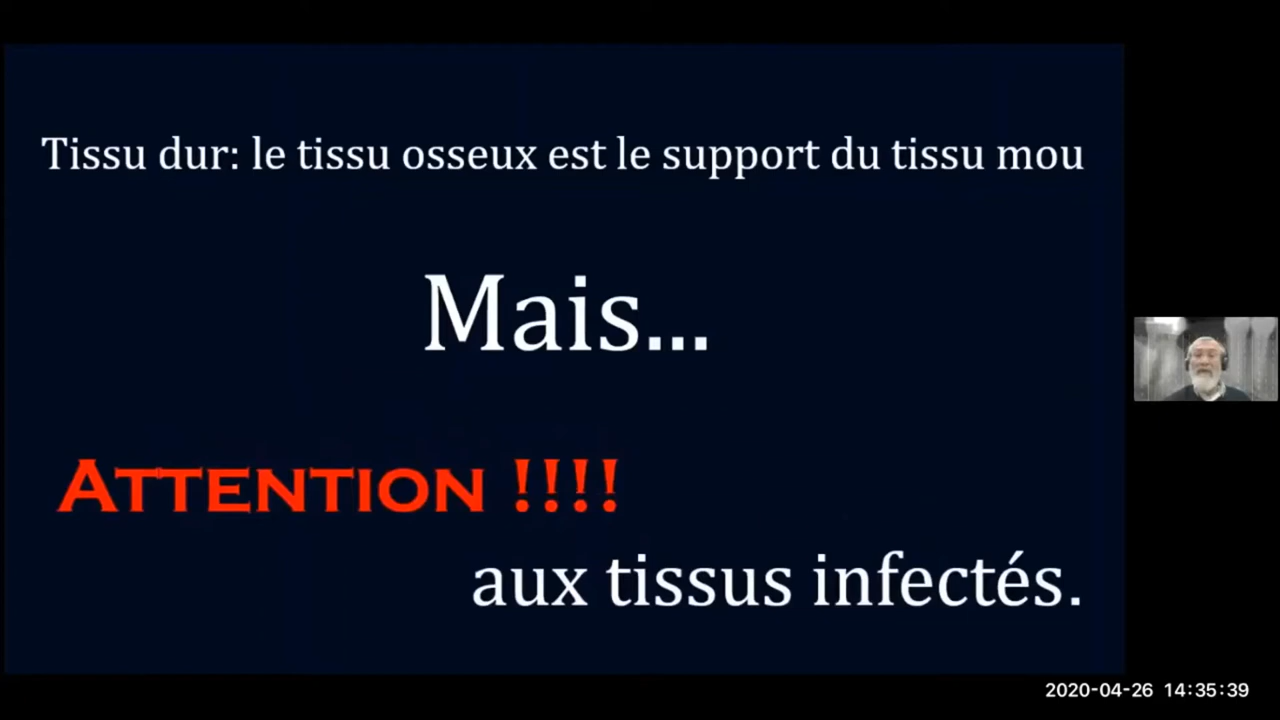 Tissu dur: le tissu osseux est le support du tissu mou
Mais...
ATTENTION !!!!
aux tissus infectés.
2020-04-26 14:35:39